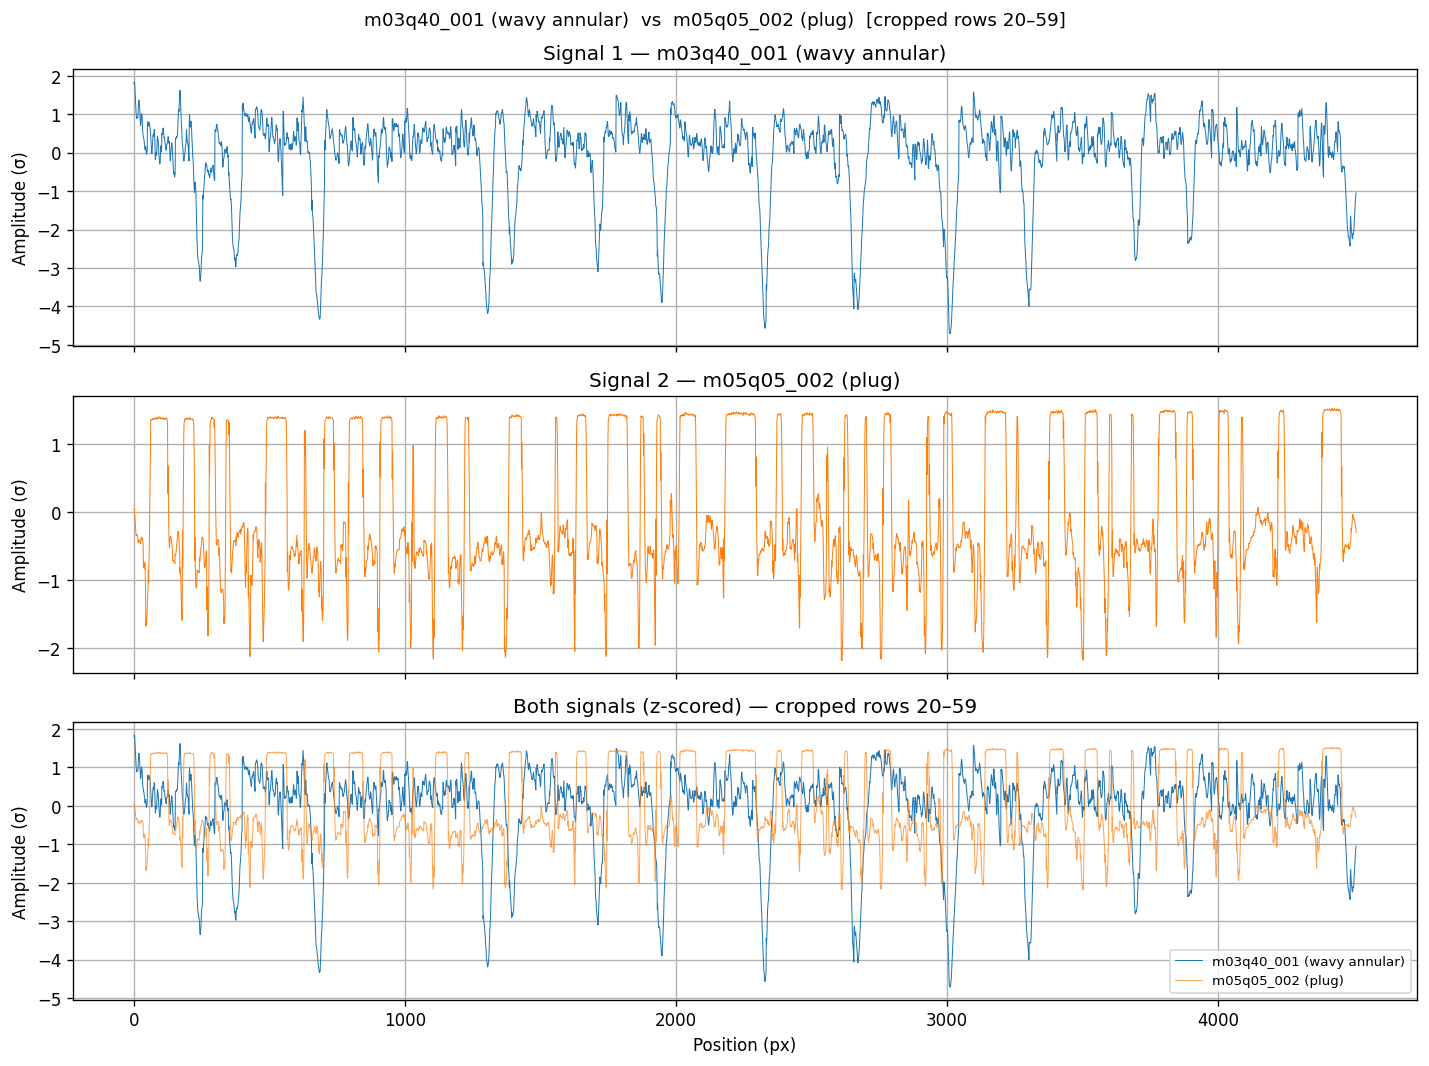 m03q40_001 (wavy annular)  vs  m05q05_002 (plug)  [cropped rows 20–59]
Signal 1 — m03q40_001 (wavy annular)
2
1
0
−1
−2
−3
−4
−5
Amplitude (σ)
Signal 2 — m05q05_002 (plug)
1
0
−1
−2
Amplitude (σ)
Both signals (z-scored) — cropped rows 20–59
2
1
0
−1
−2
−3
−4
−5
Amplitude (σ)
m03q40_001 (wavy annular)
m05q05_002 (plug)
0 1000 2000 3000 4000
Position (px)